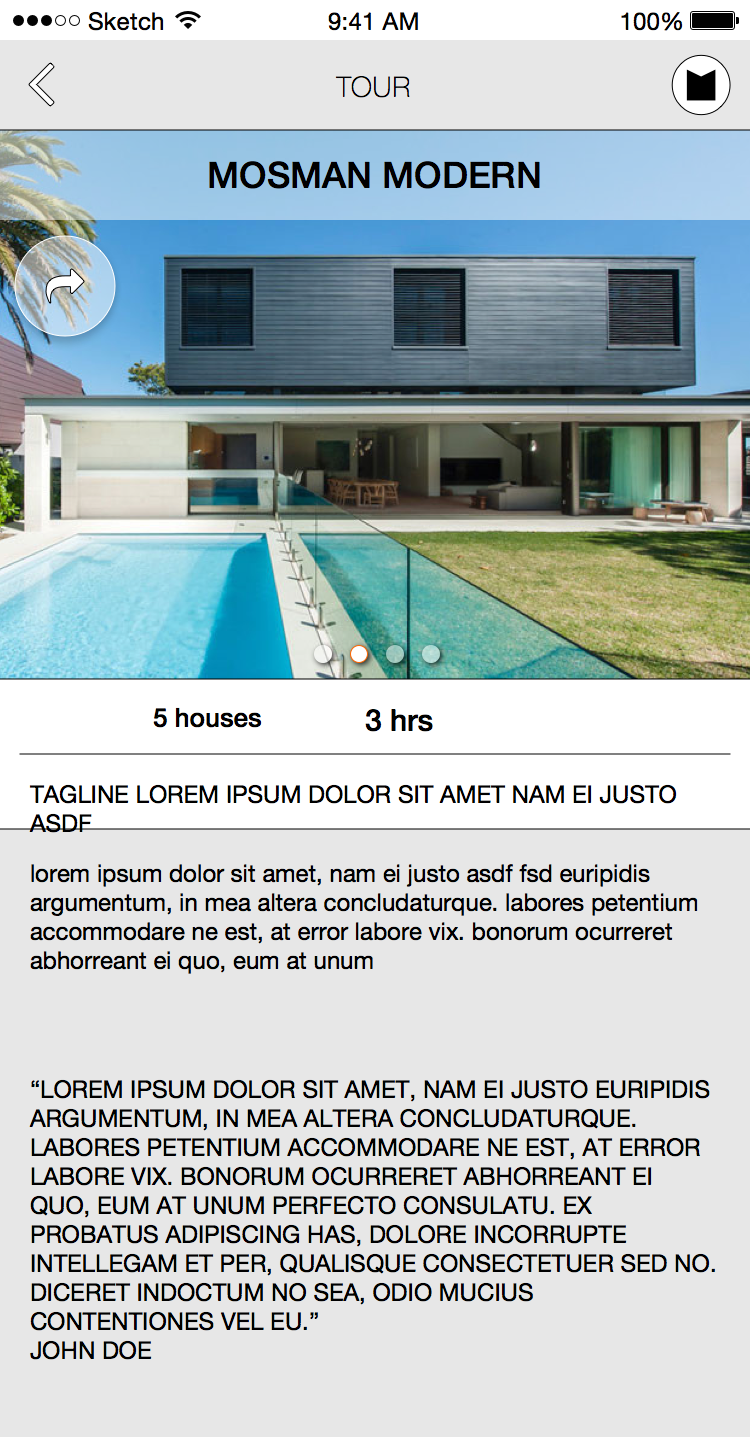 Sketch 9:41 AM 100%
TOUR
MOSMAN MODERN
5 houses 3 hrs
TAGLINE LOREM IPSUM DOLOR SIT AMET NAM EI JUSTO
ASDF
lorem ipsum dolor sit amet, nam ei justo asdf fsd euripidis
argumentum, in mea altera concludaturque. labores petentium
accommodare ne est, at error labore vix. bonorum ocurreret
abhorreant ei quo, eum at unum
“LOREM IPSUM DOLOR SIT AMET, NAM EI JUSTO EURIPIDIS
ARGUMENTUM, IN MEA ALTERA CONCLUDATURQUE.
LABORES PETENTIUM ACCOMMODARE NE EST, AT ERROR
LABORE VIX. BONORUM OCURRERET ABHORREANT EI
QUO, EUM AT UNUM PERFECTO CONSULATU. EX
PROBATUS ADIPISCING HAS, DOLORE INCORRUPTE
INTELLEGAM ET PER, QUALISQUE CONSECTETUER SED NO.
DICERET INDOCTUM NO SEA, ODIO MUCIUS
CONTENTIONES VEL EU.”
JOHN DOE